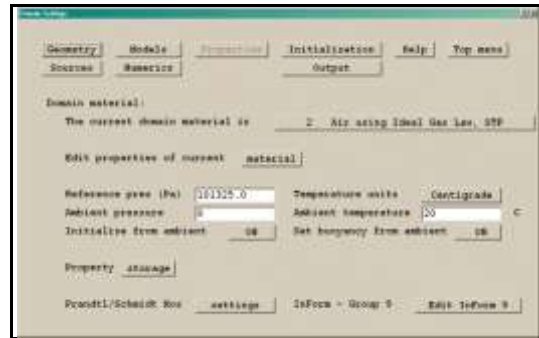 Geometry Models Properties Initialization Help Top menu
Sources Numerics Output
Domain material:
The current domain material is 2 Air using Ideal Gas Law, STP
Edit properties of current material
Reference pres (Pa) 101325.0 Temperature units Centigrade
Ambient pressure 0 Ambient temperature 20 C
Initialise from ambient ON Set buoyancy from ambient ON
Property storage
Prandtl/Schmidt Nos settings InForm - Group 9 Edit InForm 9